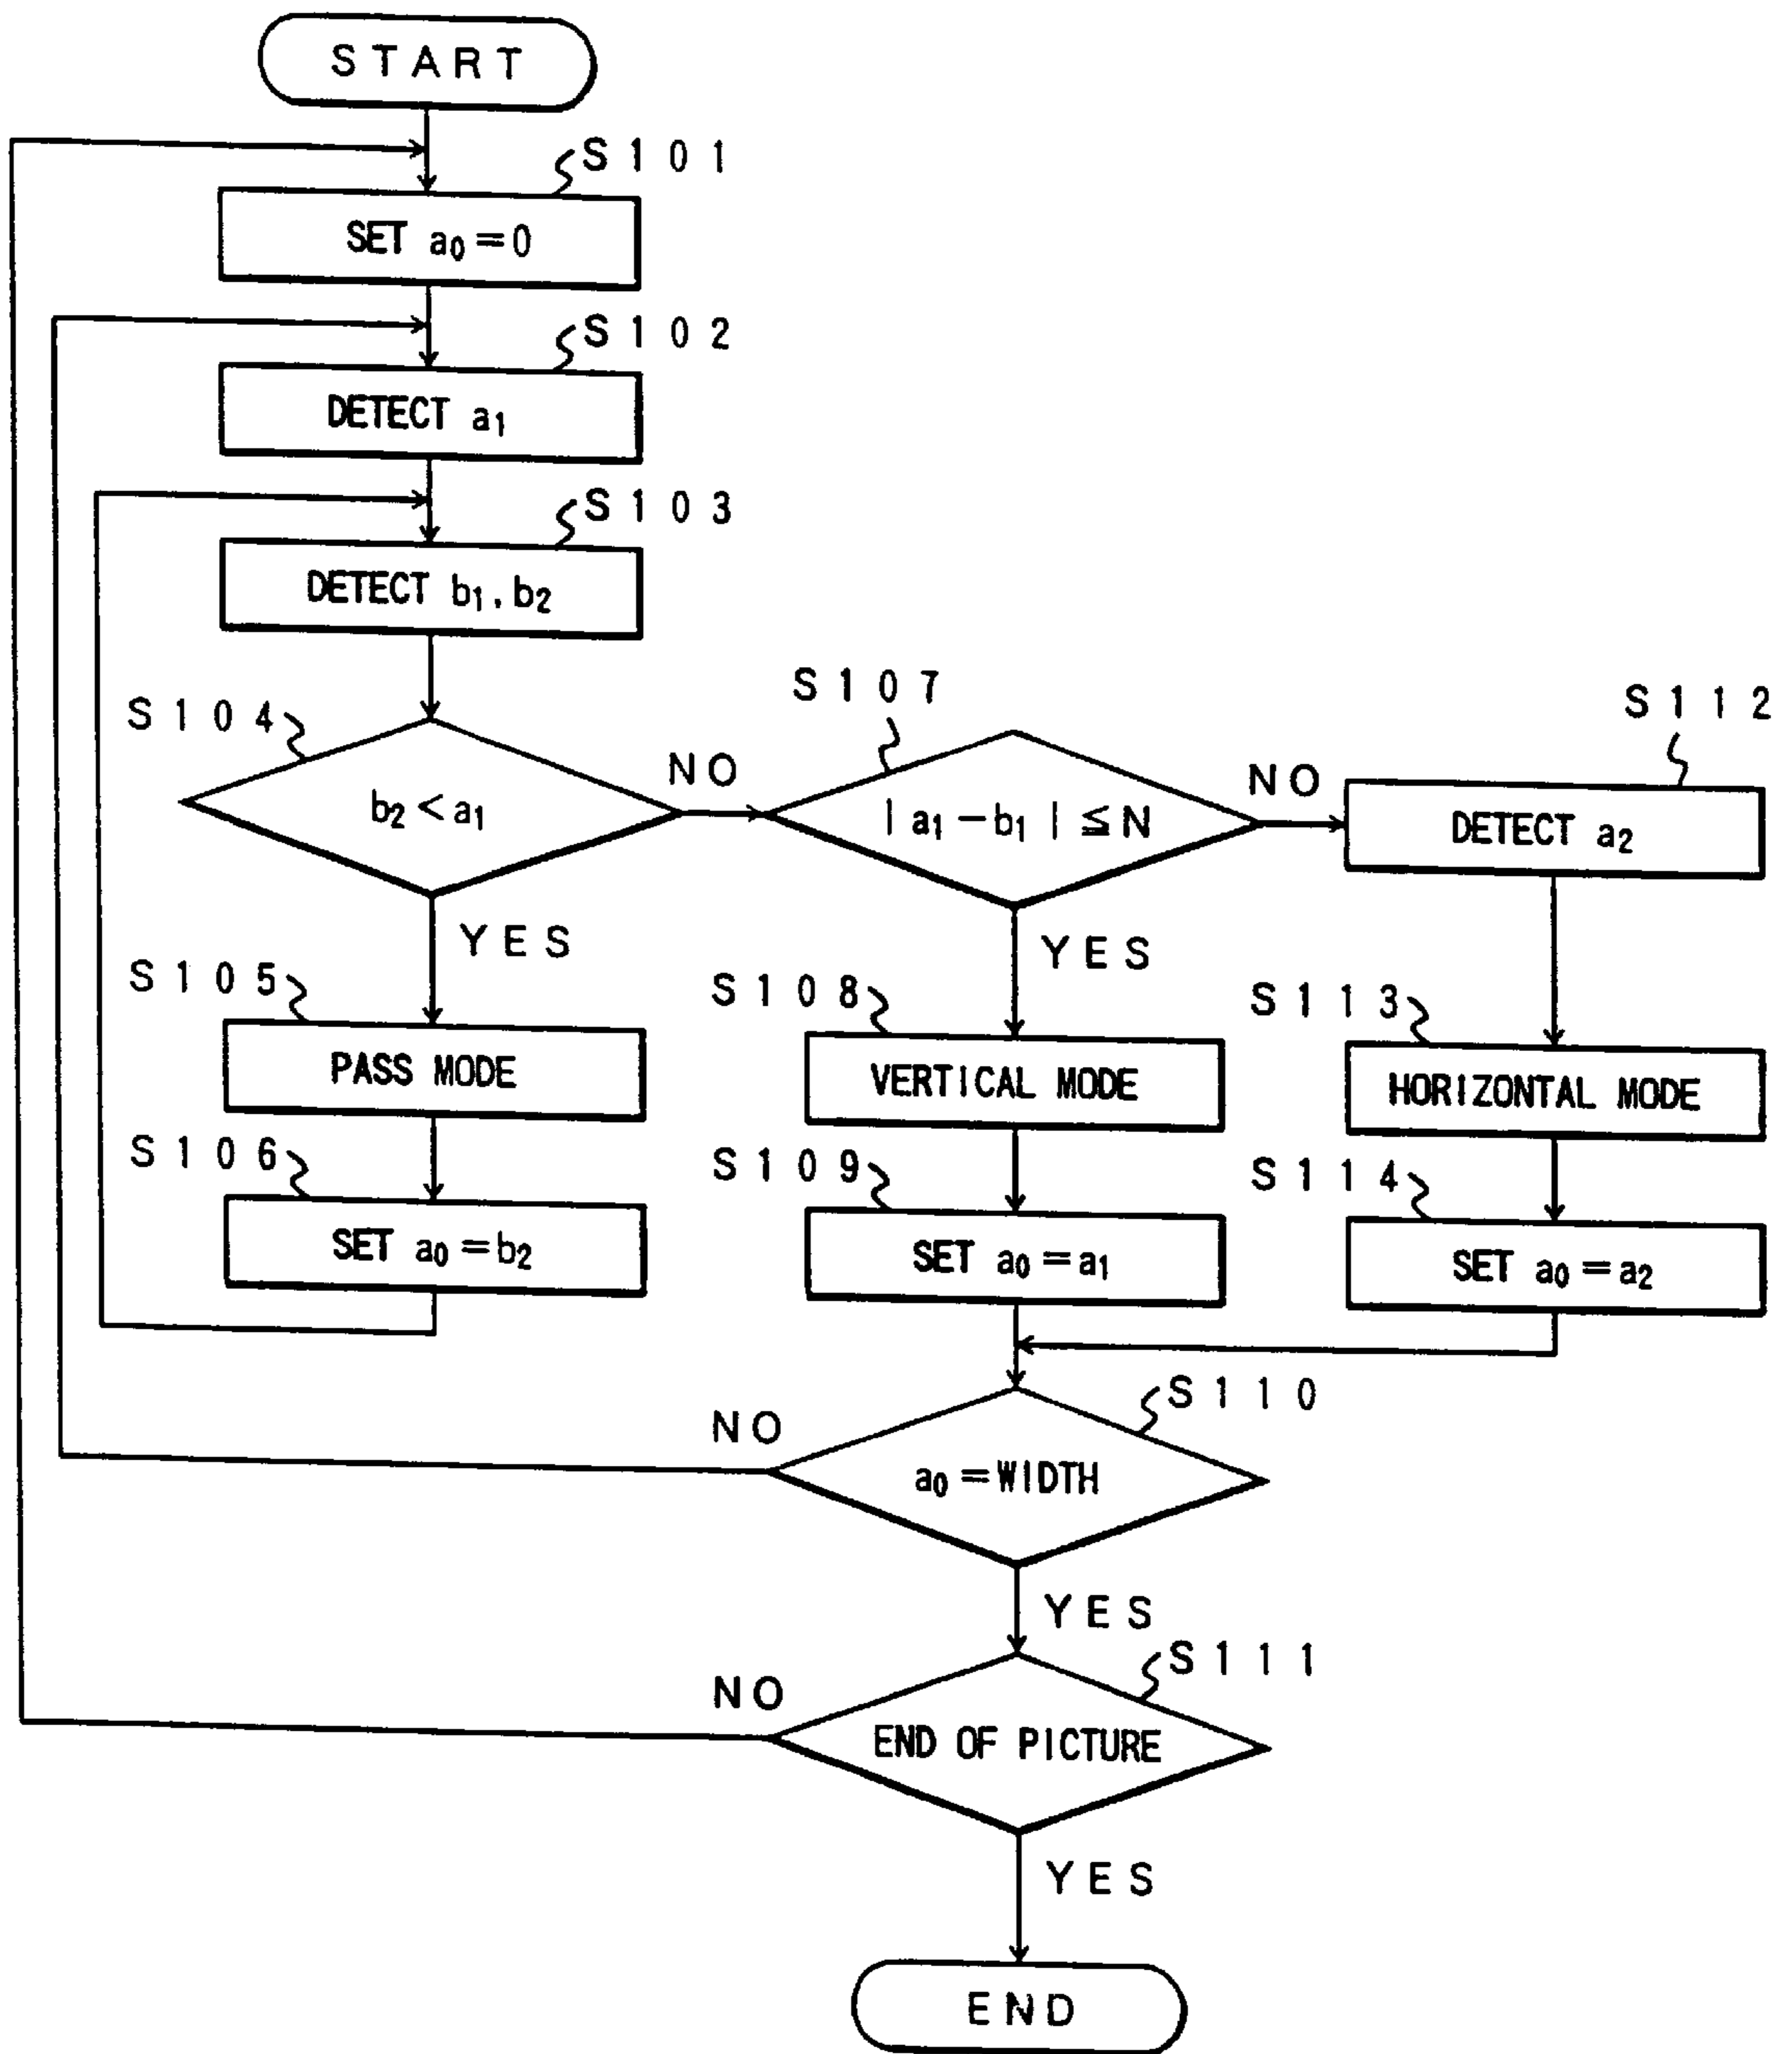 START
S101
SET a₀=0
S102
DETECT a₁
S103
DETECT b₁, b₂
S104
b₂<a₁
NO
S107
|a₁−b₁|≦N
NO
S112
DETECT a₂
YES
YES
S105
PASS MODE
S108
VERTICAL MODE
S113
HORIZONTAL MODE
S106
SET a₀=b₂
S109
SET a₀=a₁
S114
SET a₀=a₂
S110
NO
a₀=WIDTH
YES
S111
NO
END OF PICTURE
YES
END